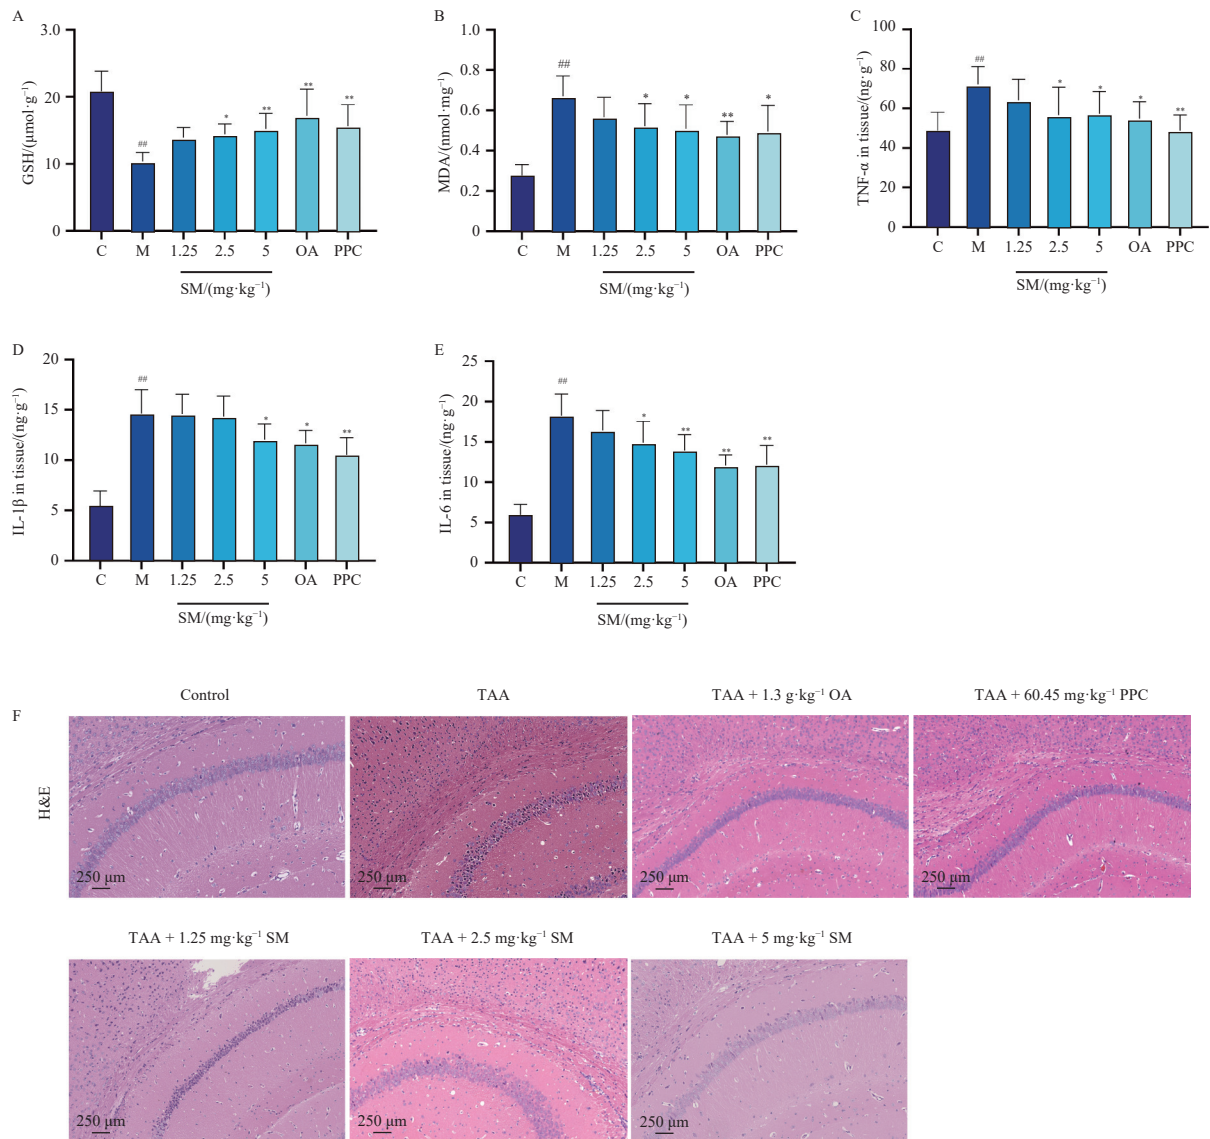 A
GSH/(μmol·g⁻¹)
3.0
20
10
0
##
*
**
**
**
C M 1.25 2.5 5 OA PPC
SM/(mg·kg⁻¹)
B
MDA/(nmol·mg⁻¹)
1.0
0.8
0.6
0.4
0.2
0
##
*
*
**
*
C M 1.25 2.5 5 OA PPC
SM/(mg·kg⁻¹)
C
TNF-α in tissue/(ng·g⁻¹)
100
80
60
40
20
0
##
*
*
*
**
C M 1.25 2.5 5 OA PPC
SM/(mg·kg⁻¹)
D
IL-1β in tissue/(ng·g⁻¹)
20
15
10
5
0
##
*
*
**
C M 1.25 2.5 5 OA PPC
SM/(mg·kg⁻¹)
E
IL-6 in tissue/(ng·g⁻¹)
25
20
15
10
5
0
##
*
**
**
**
C M 1.25 2.5 5 OA PPC
SM/(mg·kg⁻¹)
F
H&E
Control
TAA
TAA + 1.3 g·kg⁻¹ OA
TAA + 60.45 mg·kg⁻¹ PPC
250 μm
250 μm
250 μm
250 μm
TAA + 1.25 mg·kg⁻¹ SM
TAA + 2.5 mg·kg⁻¹ SM
TAA + 5 mg·kg⁻¹ SM
250 μm
250 μm
250 μm